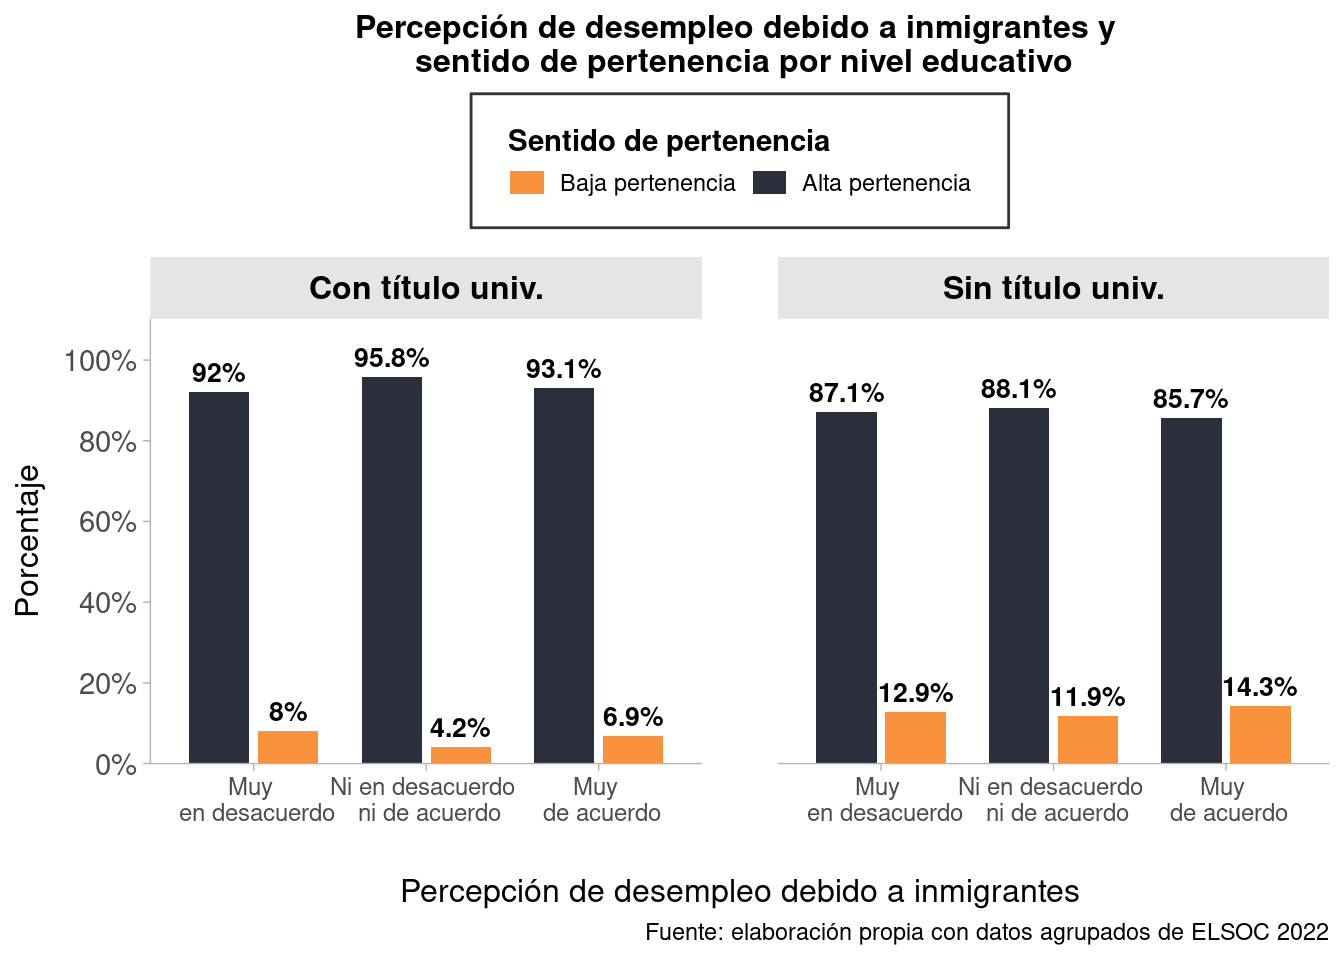 Percepción de desempleo debido a inmigrantes y
sentido de pertenencia por nivel educativo
Sentido de pertenencia
Baja pertenencia Alta pertenencia
Con título univ.
Sin título univ.
Porcentaje
100%
80%
60%
40%
20%
0%
92%
8%
95.8%
4.2%
93.1%
6.9%
87.1%
12.9%
88.1%
11.9%
85.7%
14.3%
Muy
en desacuerdo
Ni en desacuerdo
ni de acuerdo
Muy
de acuerdo
Muy
en desacuerdo
Ni en desacuerdo
ni de acuerdo
Muy
de acuerdo
Percepción de desempleo debido a inmigrantes
Fuente: elaboración propia con datos agrupados de ELSOC 2022